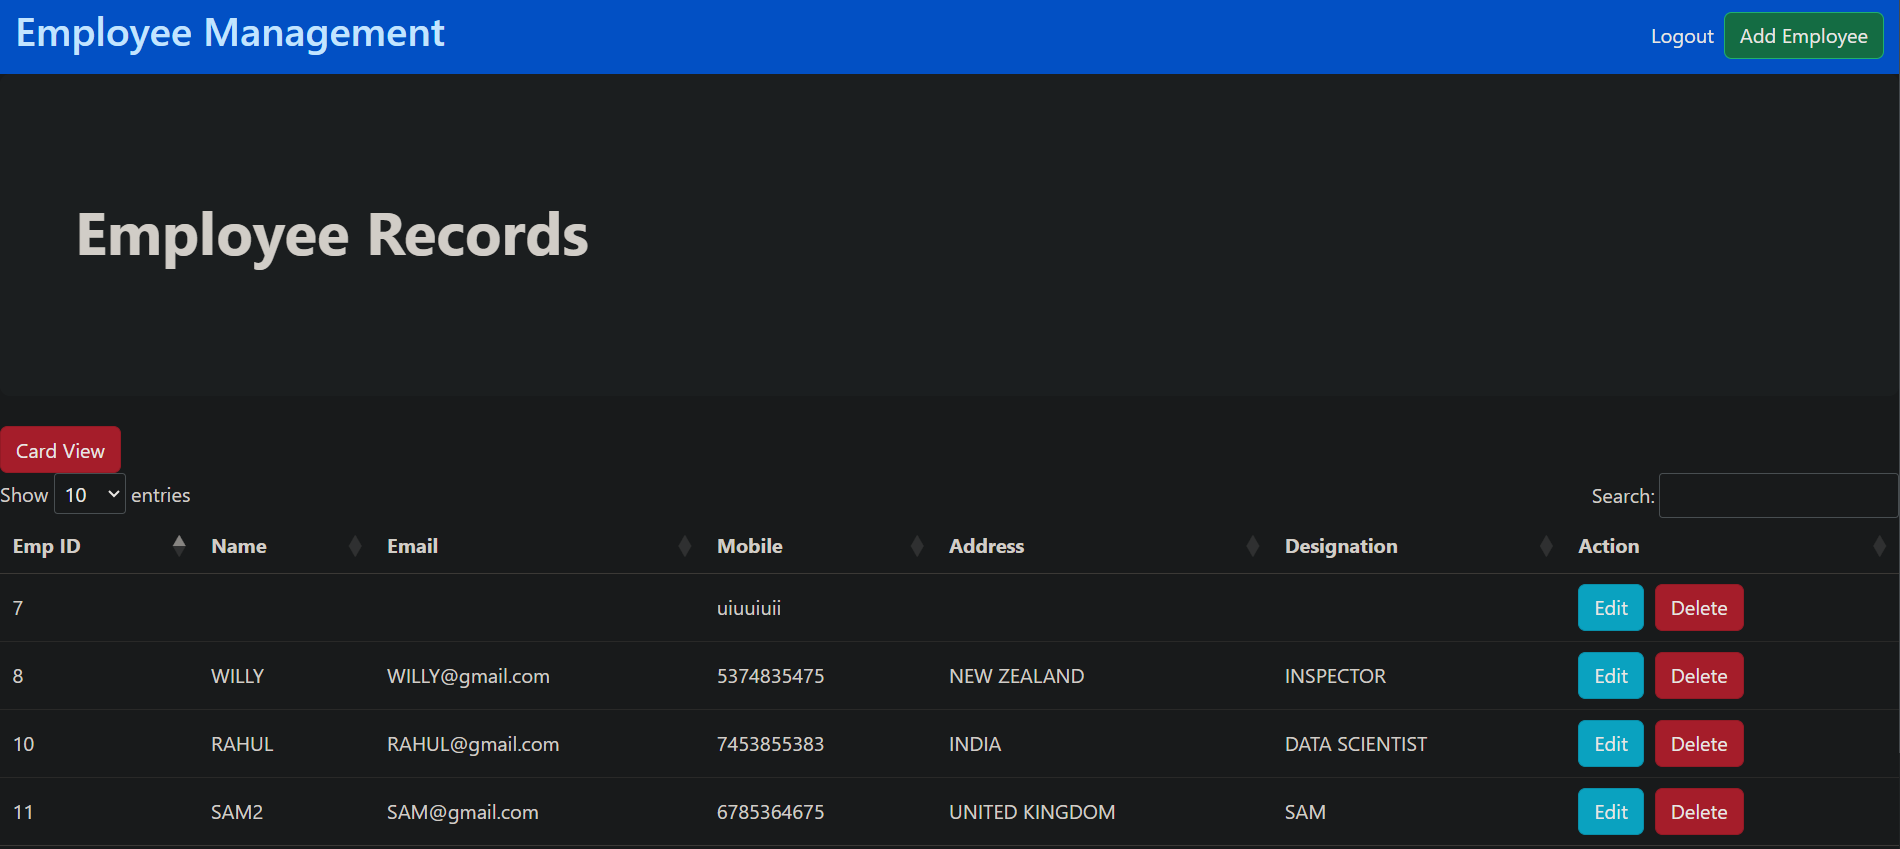 Employee Management
Logout Add Employee
Employee Records
Card View
Show 10 entries Search:
Emp ID Name Email Mobile Address Designation Action
7 uiuuiuii Edit Delete
8 WILLY WILLY@gmail.com 5374835475 NEW ZEALAND INSPECTOR Edit Delete
10 RAHUL RAHUL@gmail.com 7453855383 INDIA DATA SCIENTIST Edit Delete
11 SAM2 SAM@gmail.com 6785364675 UNITED KINGDOM SAM Edit Delete